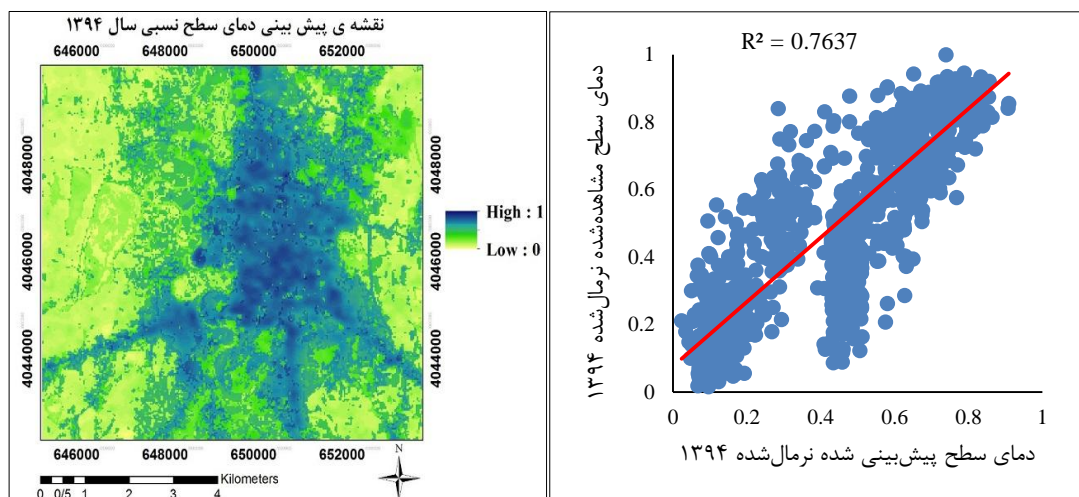 نقشه ی پیش بینی دمای سطح نسبی سال ۱۳۹۴
646000 648000 650000 652000
4048000
4046000
4044000
4048000
4046000
4044000
High : 1
Low : 0
646000 648000 650000 652000
N
Kilometers
0 0/5 1 2 3 4
R² = 0.7637
دمای سطح مشاهده‌شده نرمال‌شده ۱۳۹۴
1
0.8
0.6
0.4
0.2
0
0 0.2 0.4 0.6 0.8 1
دمای سطح پیش‌بینی شده نرمال‌شده ۱۳۹۴